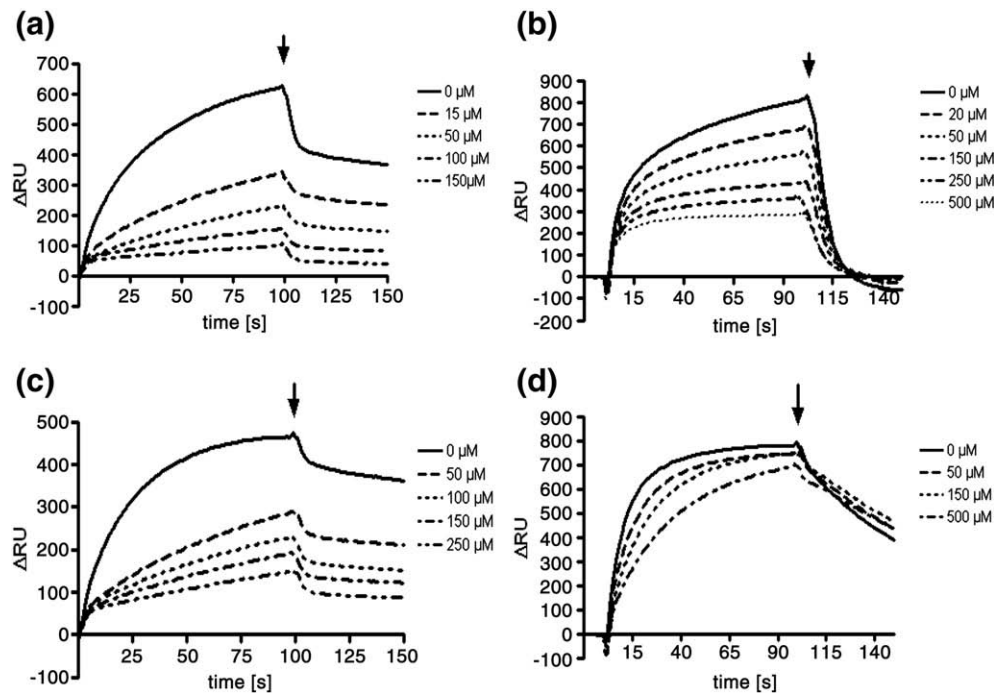 (a)
700
600
500
400
300
200
100
0
-100
ΔRU
25 50 75 100 125 150
time [s]
0 µM
15 µM
50 µM
100 µM
150µM
(b)
900
800
700
600
500
400
300
200
100
0
-100
-200
ΔRU
15 40 65 90 115 140
time [s]
0 µM
20 µM
50 µM
150 µM
250 µM
500 µM
(c)
500
400
300
200
100
0
-100
ΔRU
25 50 75 100 125 150
time [s]
0 µM
50 µM
100 µM
150 µM
250 µM
(d)
900
800
700
600
500
400
300
200
100
0
-100
ΔRU
15 40 65 90 115 140
time [s]
0 µM
50 µM
150 µM
500 µM